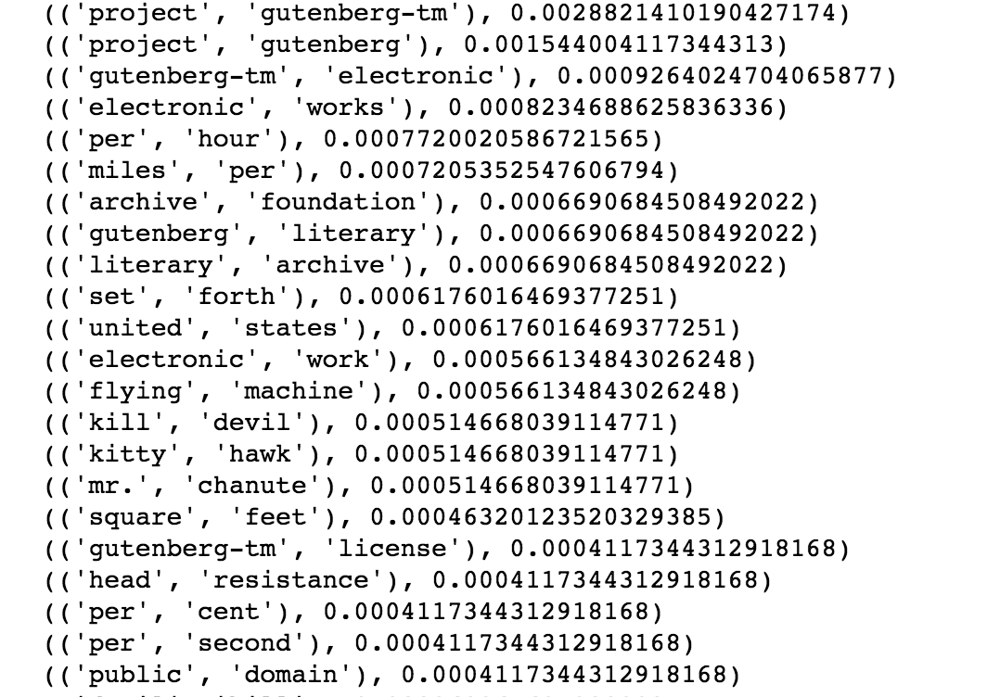 (('project', 'gutenberg-tm'), 0.0028821410190427174)
(('project', 'gutenberg'), 0.001544004117344313)
(('gutenberg-tm', 'electronic'), 0.0009264024704065877)
(('electronic', 'works'), 0.0008234688625836336)
(('per', 'hour'), 0.0007720020586721565)
(('miles', 'per'), 0.0007205352547606794)
(('archive', 'foundation'), 0.0006690684508492022)
(('gutenberg', 'literary'), 0.0006690684508492022)
(('literary', 'archive'), 0.0006690684508492022)
(('set', 'forth'), 0.0006176016469377251)
(('united', 'states'), 0.0006176016469377251)
(('electronic', 'work'), 0.000566134843026248)
(('flying', 'machine'), 0.000566134843026248)
(('kill', 'devil'), 0.000514668039114771)
(('kitty', 'hawk'), 0.000514668039114771)
(('mr.', 'chanute'), 0.000514668039114771)
(('square', 'feet'), 0.00046320123520329385)
(('gutenberg-tm', 'license'), 0.0004117344312918168)
(('head', 'resistance'), 0.0004117344312918168)
(('per', 'cent'), 0.0004117344312918168)
(('per', 'second'), 0.0004117344312918168)
(('public', 'domain'), 0.0004117344312918168)